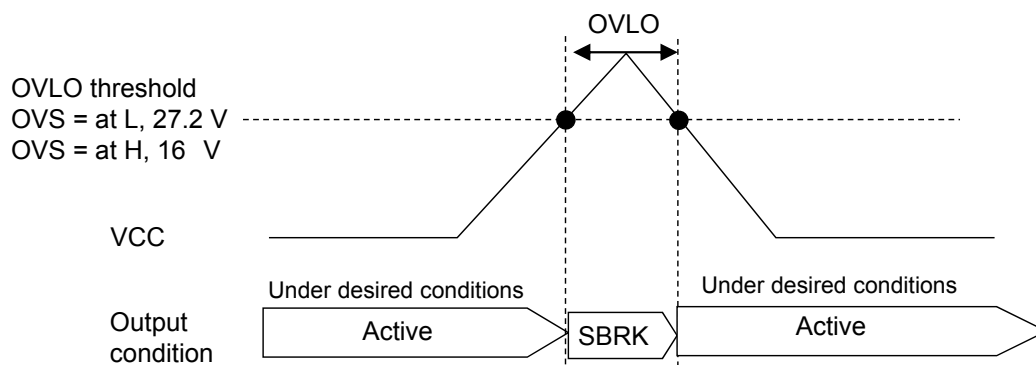 OVLO
OVLO threshold
OVS = at L, 27.2 V
OVS = at H, 16 V
VCC
Under desired conditions
Under desired conditions
Output
condition
Active
SBRK
Active